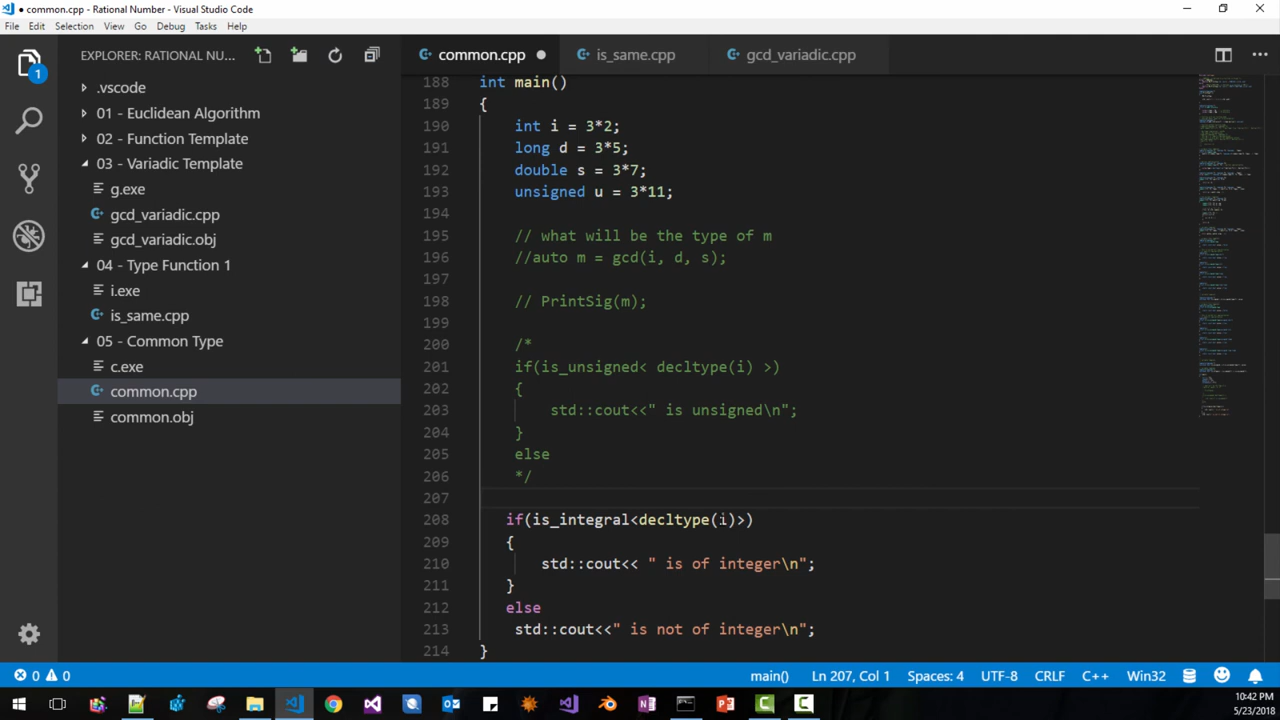 common.cpp - Rational Number - Visual Studio Code
File Edit Selection View Go Debug Tasks Help
EXPLORER: RATIONAL NU...
common.cpp is_same.cpp gcd_variadic.cpp
1
.vscode
01 - Euclidean Algorithm
02 - Function Template
03 - Variadic Template
g.exe
gcd_variadic.cpp
gcd_variadic.obj
04 - Type Function 1
i.exe
is_same.cpp
05 - Common Type
c.exe
common.cpp
common.obj
188 int main()
189 {
190 int i = 3*2;
191 long d = 3*5;
192 double s = 3*7;
193 unsigned u = 3*11;
194
195 // what will be the type of m
196 //auto m = gcd(i, d, s);
197
198 // PrintSig(m);
199
200 /*
201 if(is_unsigned< decltype(i) >)
202 {
203 std::cout<<" is unsigned\n";
204 }
205 else
206 */
207
208 if(is_integral<decltype(i)>)
209 {
210 std::cout<< " is of integer\n";
211 }
212 else
213 std::cout<<" is not of integer\n";
214 }
0 0 main() Ln 207, Col 1 Spaces: 4 UTF-8 CRLF C++ Win32
10:42 PM
5/23/2018